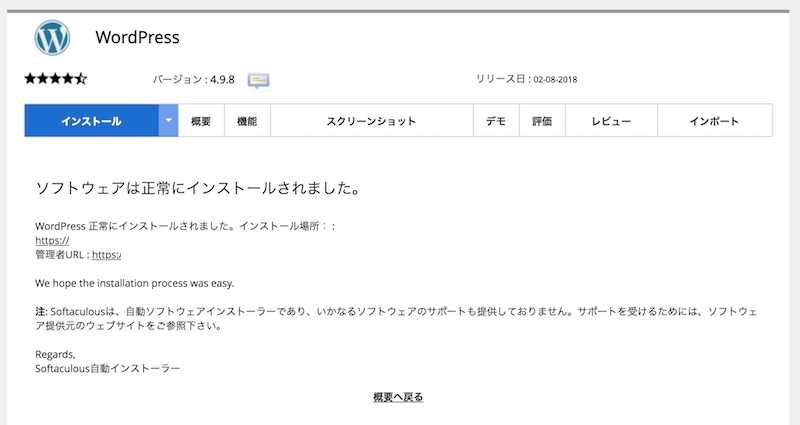 WordPress
バージョン : 4.9.8
リリース日 : 02-08-2018
インストール 概要 機能 スクリーンショット デモ 評価 レビュー インポート
ソフトウェアは正常にインストールされました。
WordPress 正常にインストールされました。インストール場所： :
https://
管理者URL : https:/
We hope the installation process was easy.
注: Softaculousは、自動ソフトウェアインストーラーであり、いかなるソフトウェアのサポートも提供しておりません。サポートを受けるためには、ソフトウェ
ア提供元のウェブサイトをご参照下さい。
Regards,
Softaculous自動インストーラー
概要へ戻る